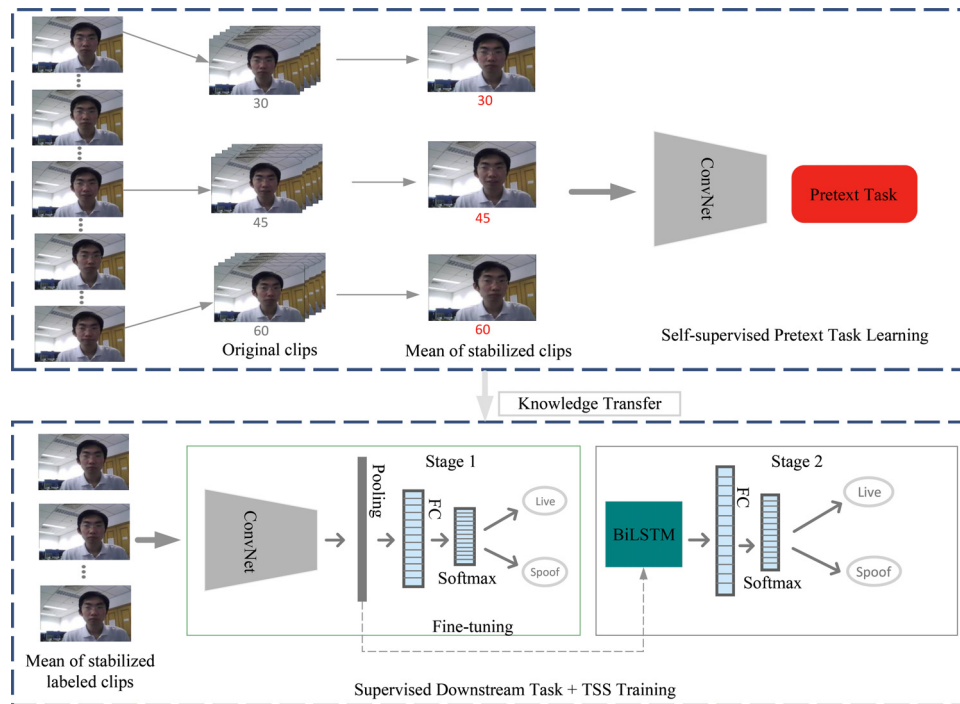 30
30
45
45
60
60
Original clips
Mean of stabilized clips
ConvNet
Pretext Task
Self-supervised Pretext Task Learning
Knowledge Transfer
Mean of stabilized
labeled clips
ConvNet
Pooling
Stage 1
FC
Softmax
Live
Spoof
Fine-tuning
BiLSTM
Stage 2
FC
Softmax
Live
Spoof
Supervised Downstream Task + TSS Training